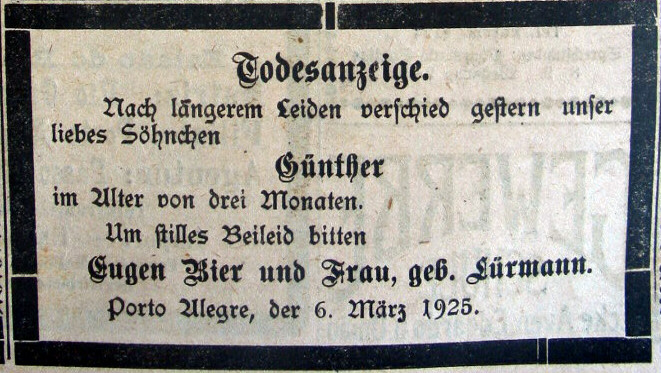 Todesanzeige.
Nach längerem Leiden verschied gestern unser
liebes Söhnchen
Günther
im Alter von drei Monaten.
Um stilles Beileid bitten
Eugen Bier und Frau, geb. Lürmann.
Porto Alegre, der 6. März 1925.